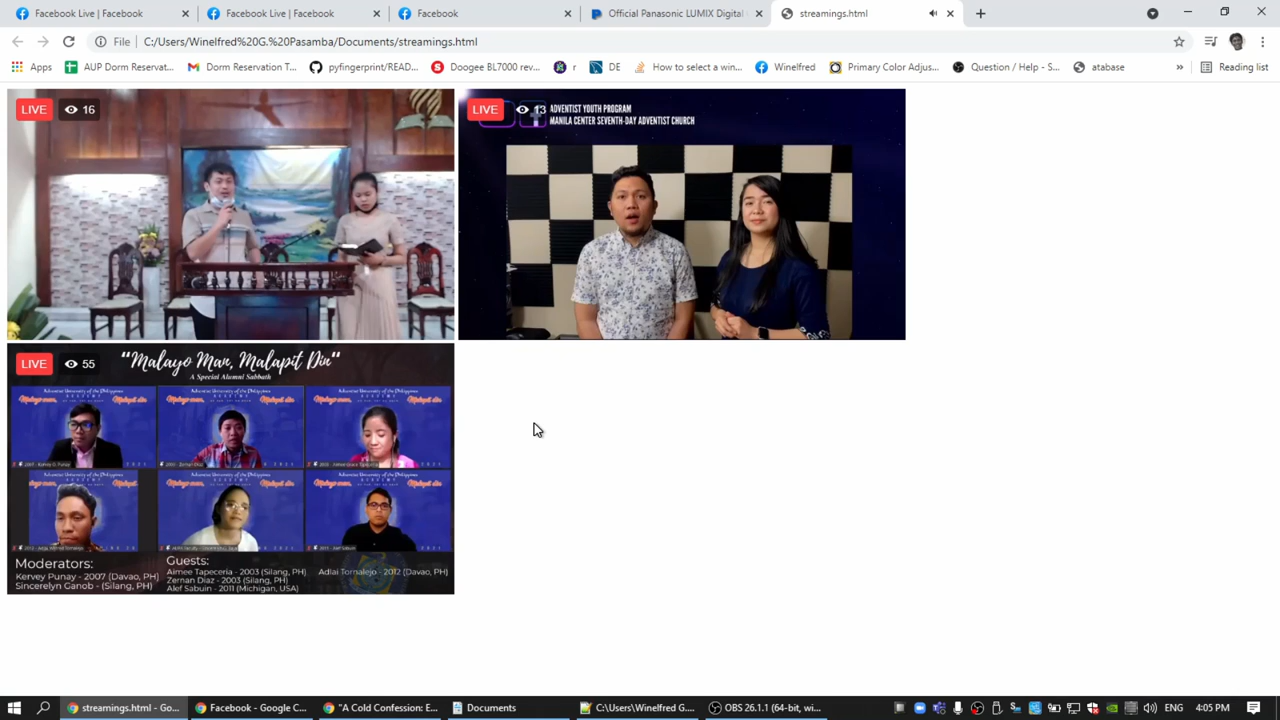 Facebook Live | Facebook
Facebook Live | Facebook
Facebook
Official Panasonic LUMIX Digital
streamings.html
File
C:/Users/Winelfred%20G.%20Pasamba/Documents/streamings.html
Apps
AUP Dorm Reservat...
Dorm Reservation T...
pyfingerprint/READ...
Doogee BL7000 rev...
r
DE
How to select a win...
Winelfred
Primary Color Adjus...
Question / Help - S...
atabase
»
Reading list
LIVE
16
LIVE
13
ADVENTIST YOUTH PROGRAM
MANILA CENTER SEVENTH-DAY ADVENTIST CHURCH
LIVE
55
"Malayo Man, Malapit Din"
A Special Alumni Sabbath
Moderators:
Kervey Punay - 2007 (Davao, PH)
Sincerelyn Ganob - (Silang, PH)
Guests:
Aimee Tapeceria - 2003 (Silang, PH)
Zernan Diaz - 2003 (Silang, PH)
Alef Sabuin - 2011 (Michigan, USA)
Adlai Tornalejo - 2012 (Davao, PH)
streamings.html - Go...
Facebook - Google C...
"A Cold Confession: E...
Documents
C:\Users\Winelfred G....
OBS 26.1.1 (64-bit, wi...
ENG
4:05 PM